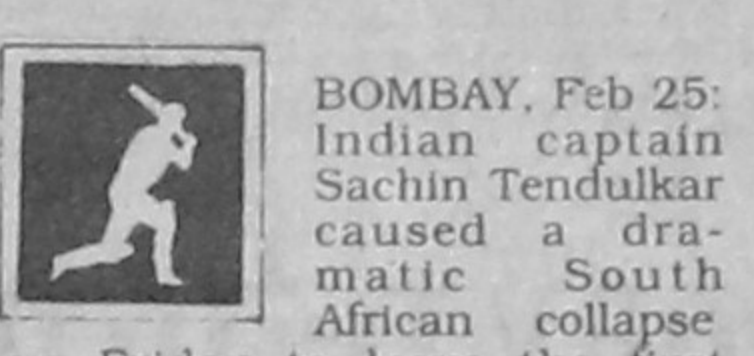 BOMBAY, Feb 25:
Indian captain
Sachin Tendulkar
caused a dra-
matic South
African collapse